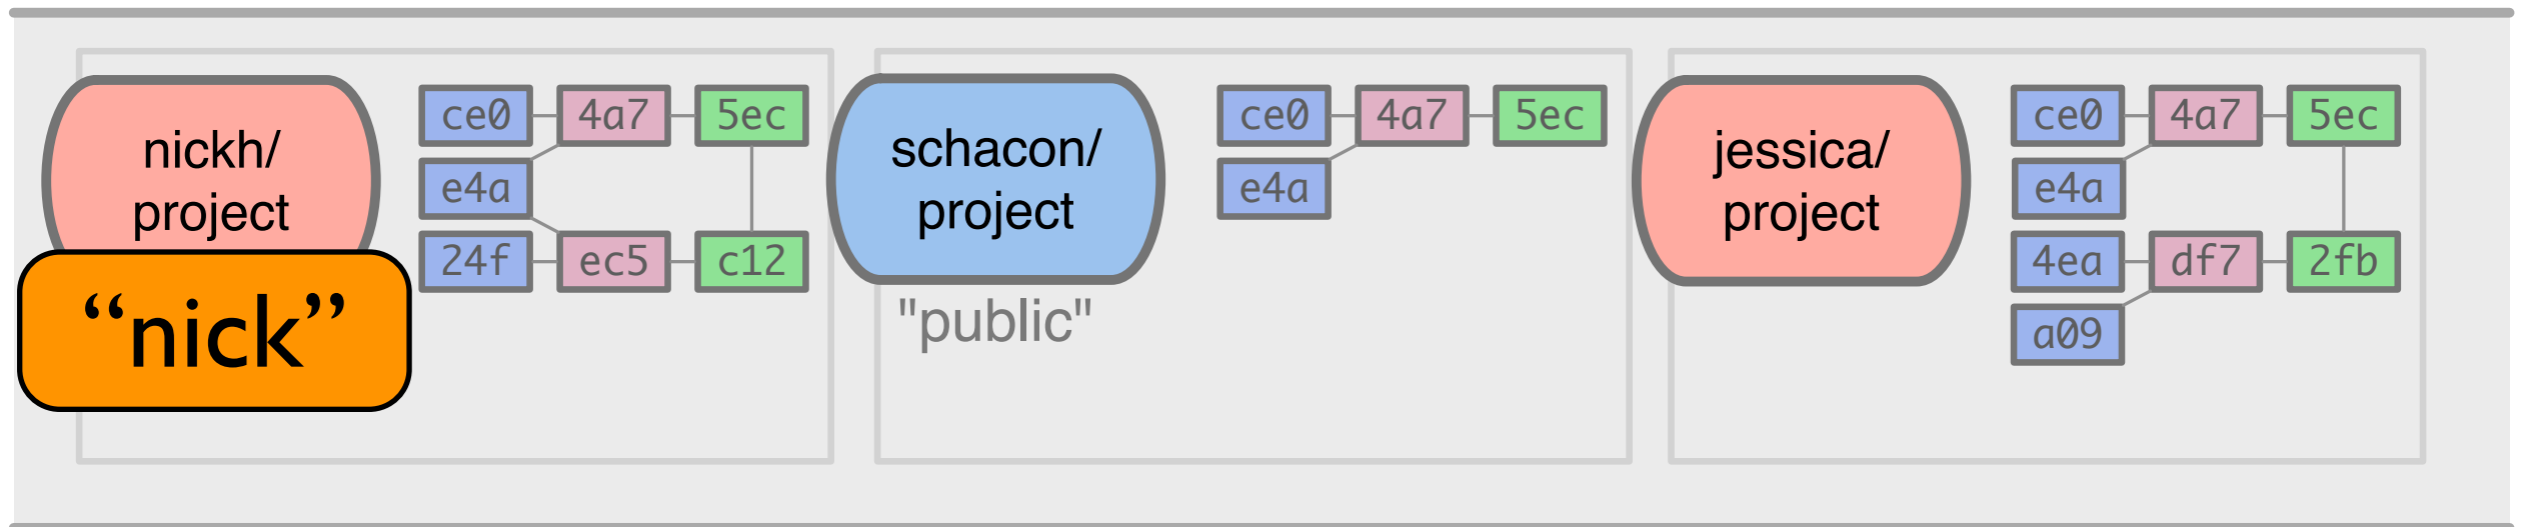 nickh/
project
“nick”
ce0 4a7 5ec
e4a
24f ec5 c12
schacon/
project
"public"
ce0 4a7 5ec
e4a
jessica/
project
ce0 4a7 5ec
e4a
4ea df7 2fb
a09